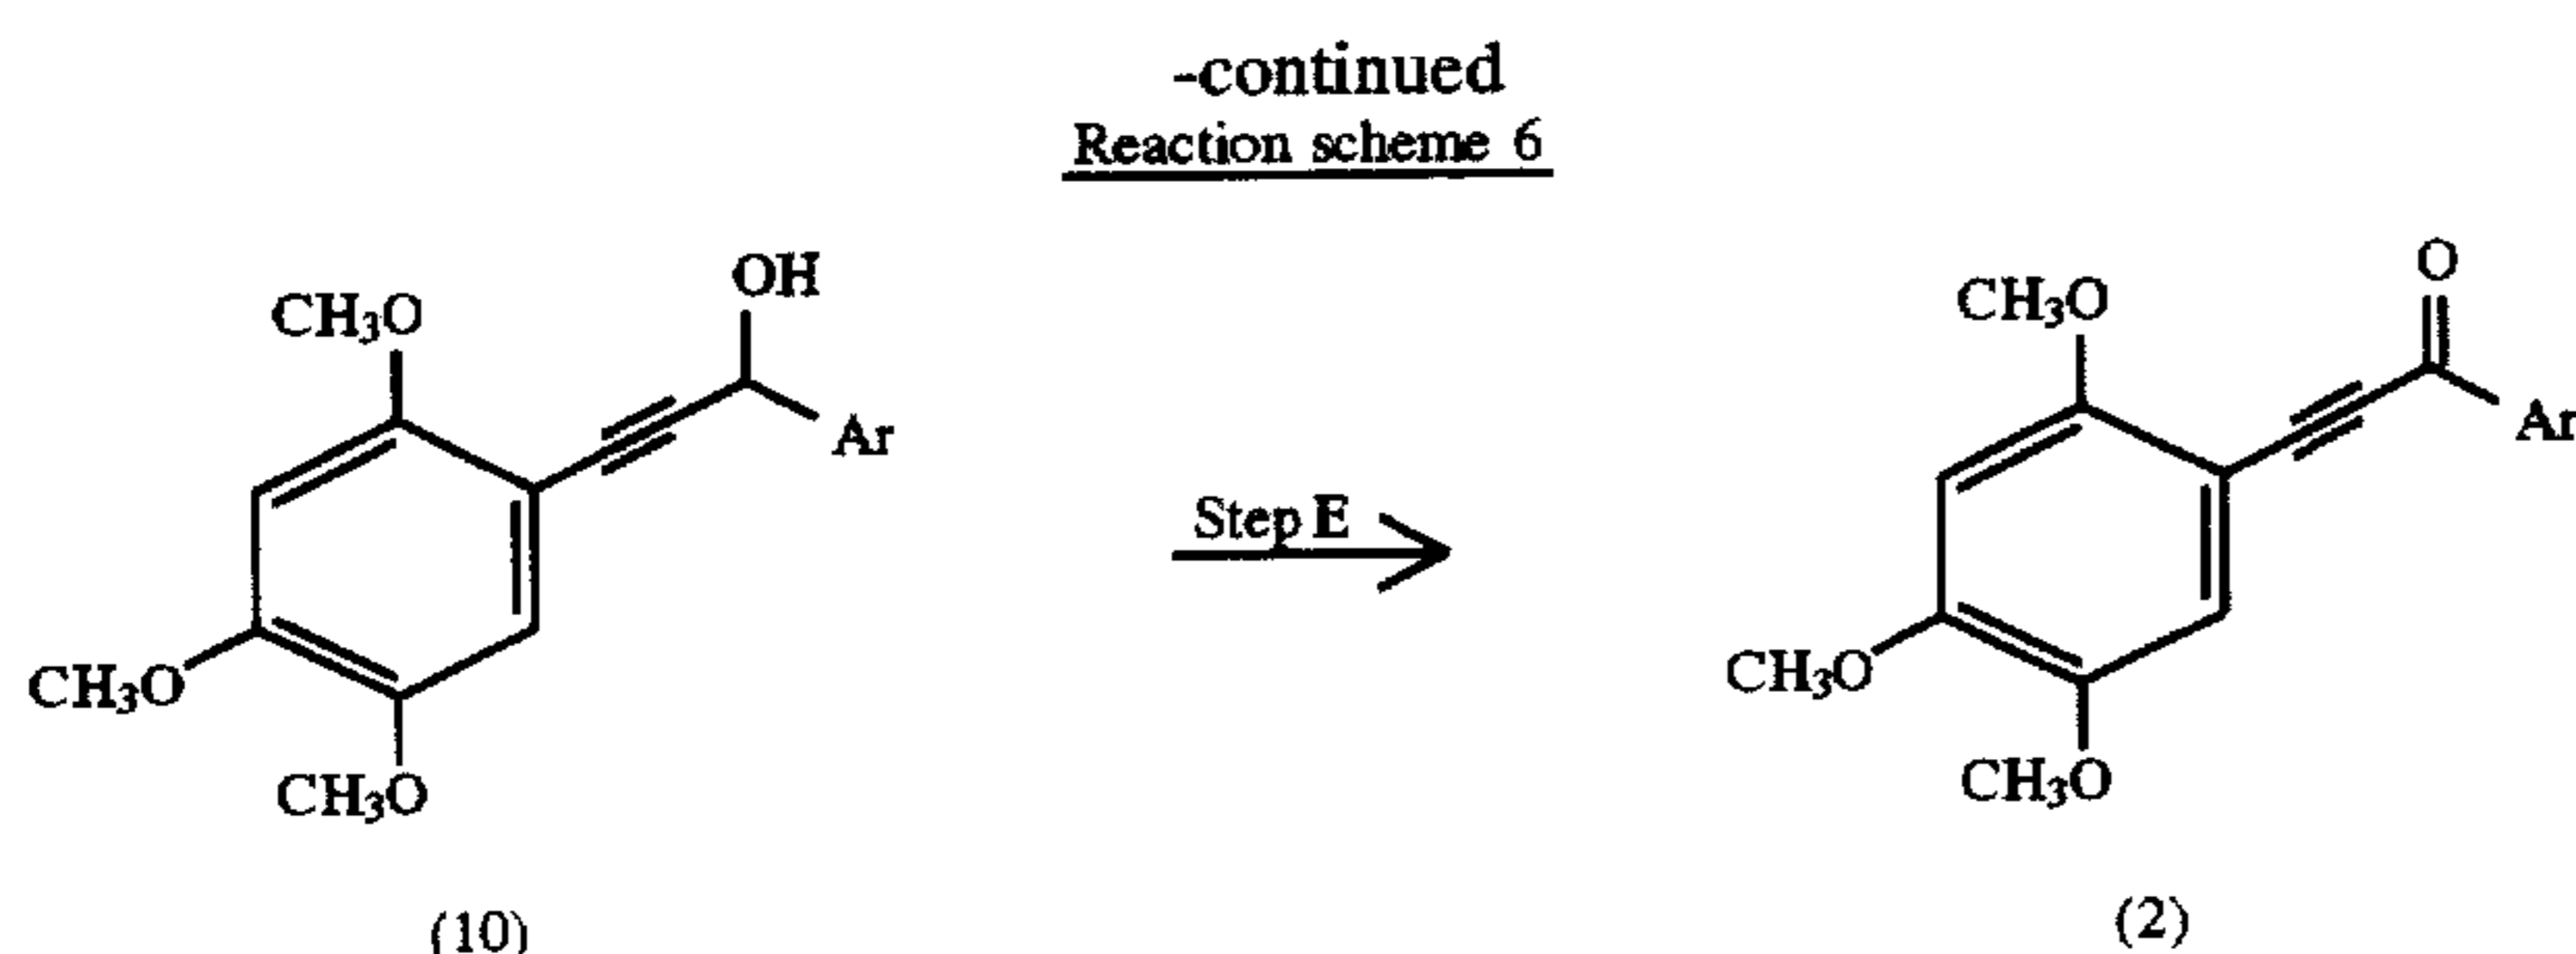 -continued
Reaction scheme 6
OH
CH₃O
Ar
CH₃O
CH₃O
(10)
Step E
O
CH₃O
Ar
CH₃O
CH₃O
(2)